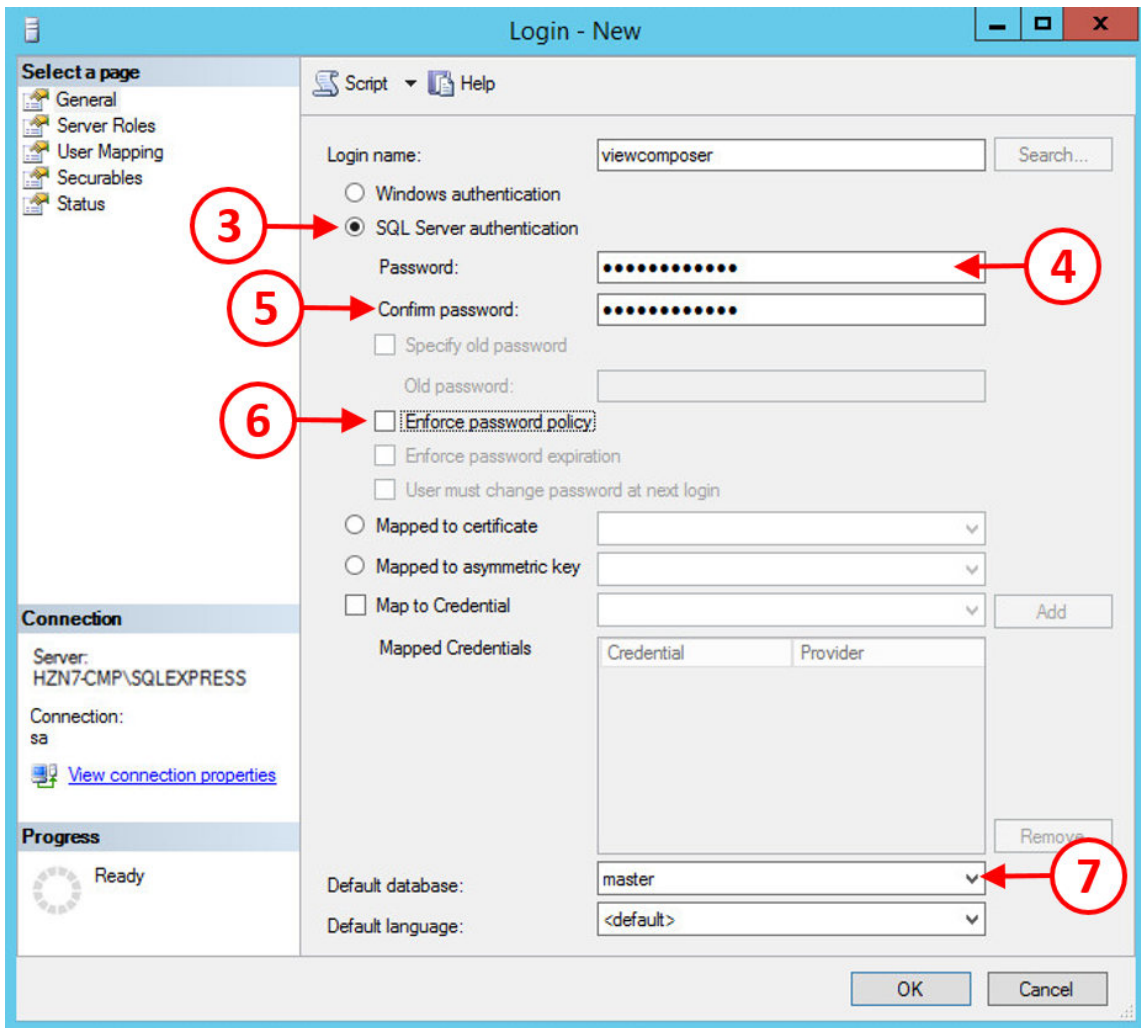 Login - New
Select a page
General
Server Roles
User Mapping
Securables
Status
Script Help
Login name: viewcomposer Search...
Windows authentication
3 SQL Server authentication
Password: ●●●●●●●●●●●● 4
5 Confirm password: ●●●●●●●●●●●●
Specify old password
Old password:
6 Enforce password policy
Enforce password expiration
User must change password at next login
Mapped to certificate
Mapped to asymmetric key
Map to Credential Add
Mapped Credentials Credential Provider
Remove
7
Default database: master
Default language: <default>
Connection
Server:
HZN7-CMP\SQLEXPRESS
Connection:
sa
View connection properties
Progress
Ready
OK Cancel